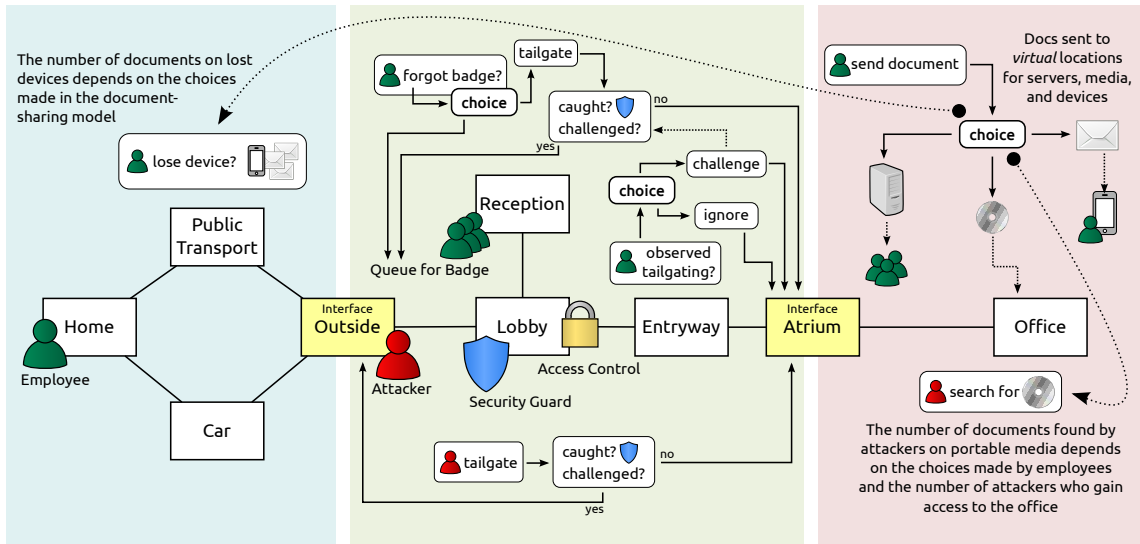 The number of documents on lost
devices depends on the choices
made in the document-
sharing model
lose device?
Public
Transport
Home
Employee
Car
Interface
Outside
Attacker
forgot badge?
choice
tailgate
caught?
challenged?
no
yes
challenge
choice
ignore
observed
tailgating?
Reception
Queue for Badge
Lobby
Access Control
Security Guard
Entryway
Interface
Atrium
tailgate
caught?
challenged?
no
yes
send document
Docs sent to
virtual locations
for servers, media,
and devices
choice
Office
search for
The number of documents found by
attackers on portable media depends
on the choices made by employees
and the number of attackers who gain
access to the office